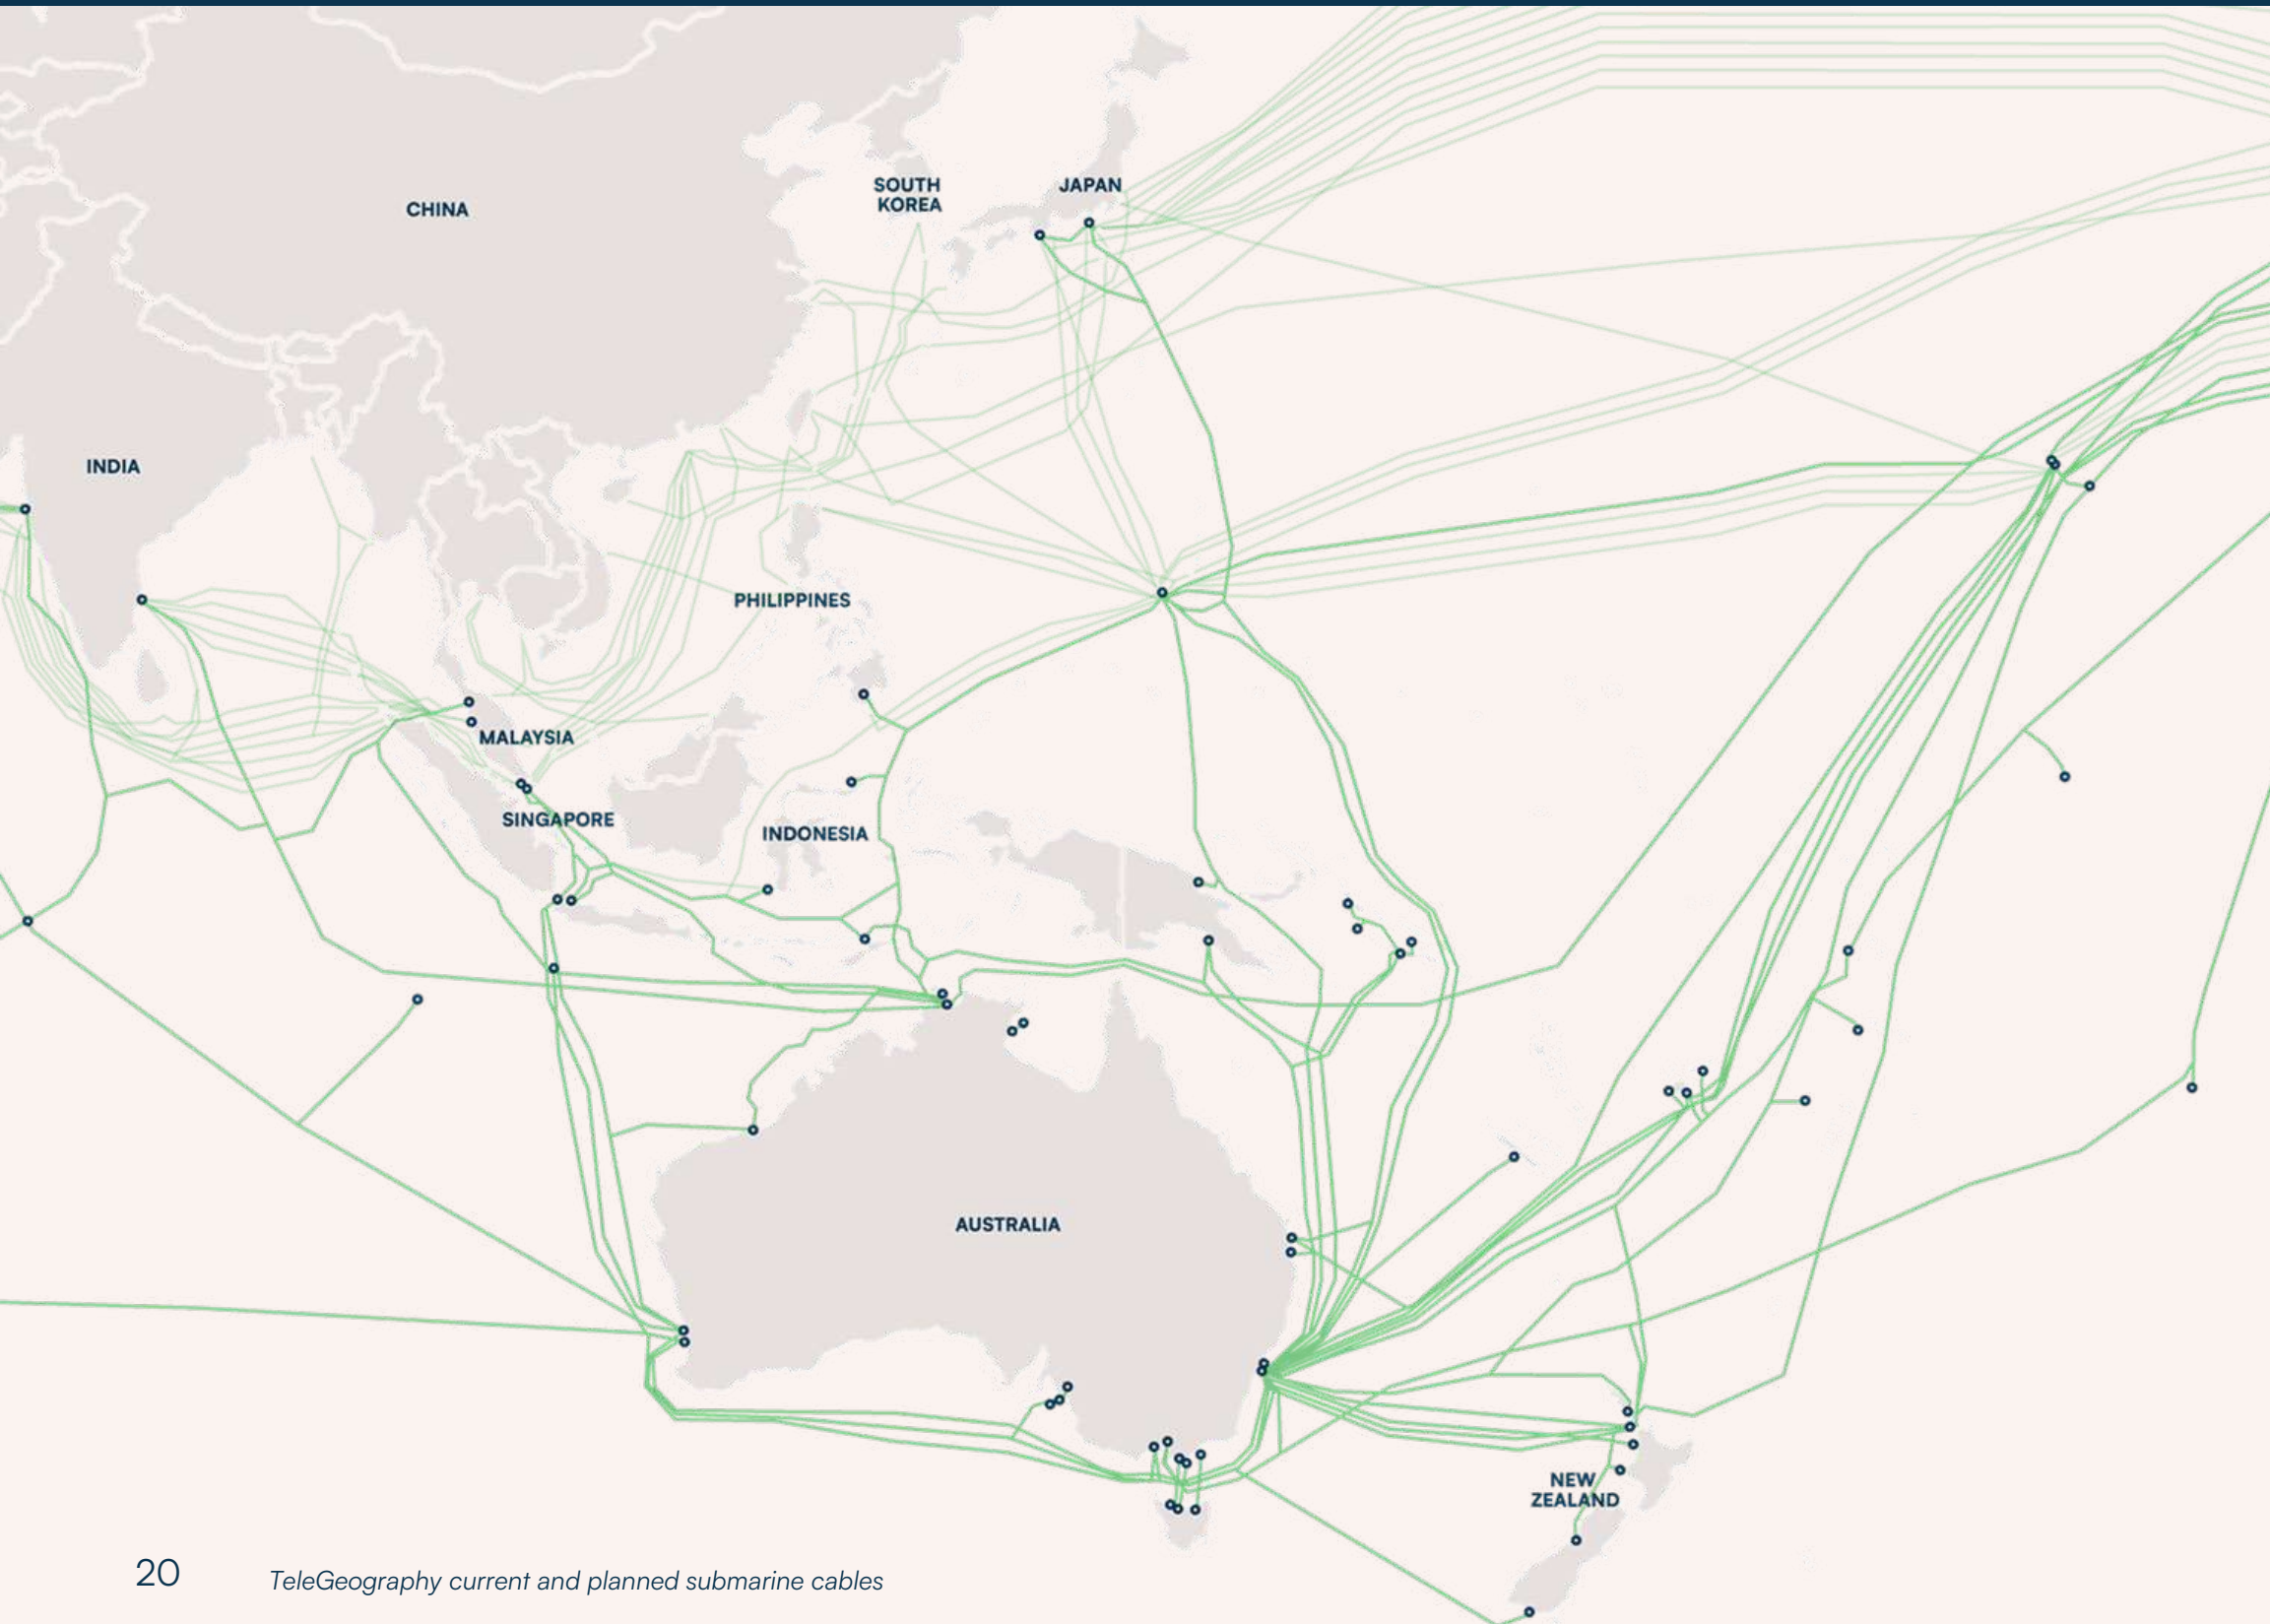 SOUTH
KOREA
JAPAN
CHINA
INDIA
PHILIPPINES
MALAYSIA
SINGAPORE
INDONESIA
AUSTRALIA
NEW
ZEALAND
20
TeleGeography current and planned submarine cables